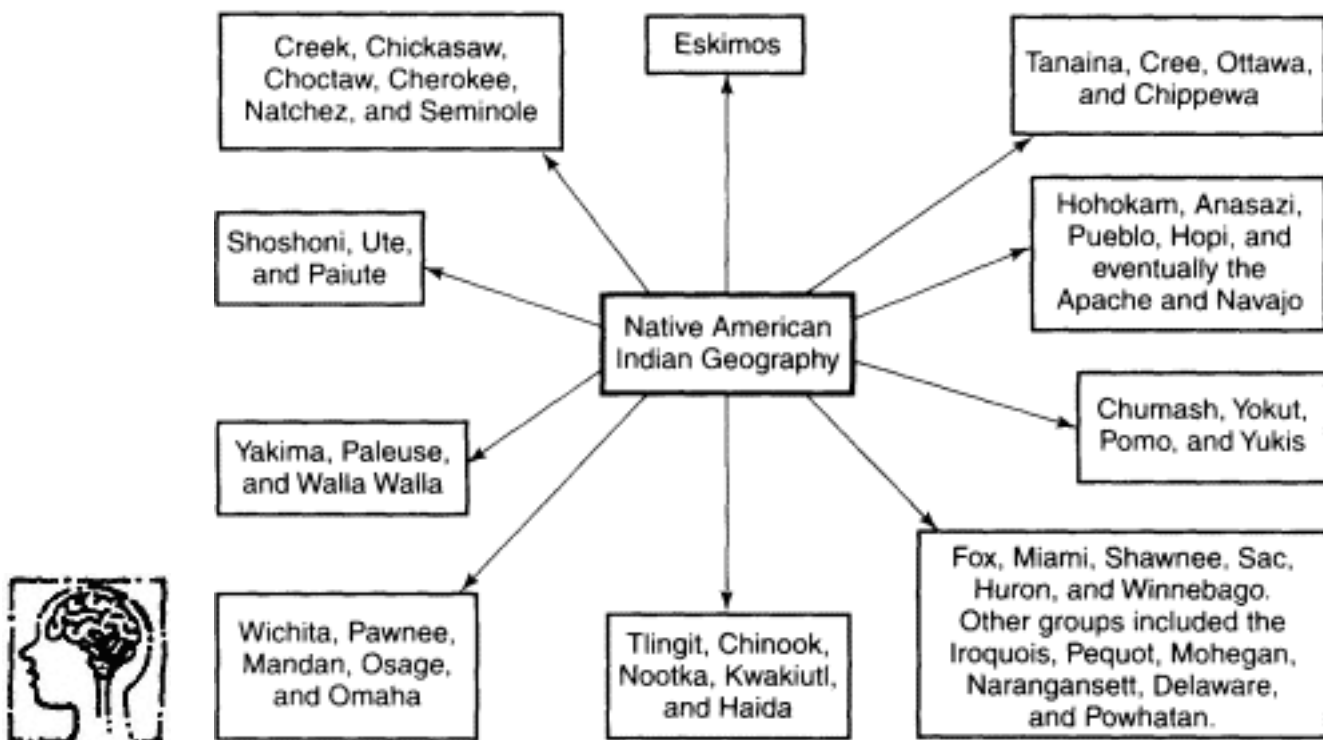 Creek, Chickasaw,
Choctaw, Cherokee,
Natchez, and Seminole
Eskimos
Tanaina, Cree, Ottawa,
and Chippewa
Shoshoni, Ute,
and Paiute
Hohokam, Anasazi,
Pueblo, Hopi, and
eventually the
Apache and Navajo
Native American
Indian Geography
Chumash, Yokut,
Pomo, and Yukis
Yakima, Paleuse,
and Walla Walla
Wichita, Pawnee,
Mandan, Osage,
and Omaha
Tlingit, Chinook,
Nootka, Kwakiutl,
and Haida
Fox, Miami, Shawnee, Sac,
Huron, and Winnebago.
Other groups included the
Iroquois, Pequot, Mohegan,
Narangansett, Delaware,
and Powhatan.